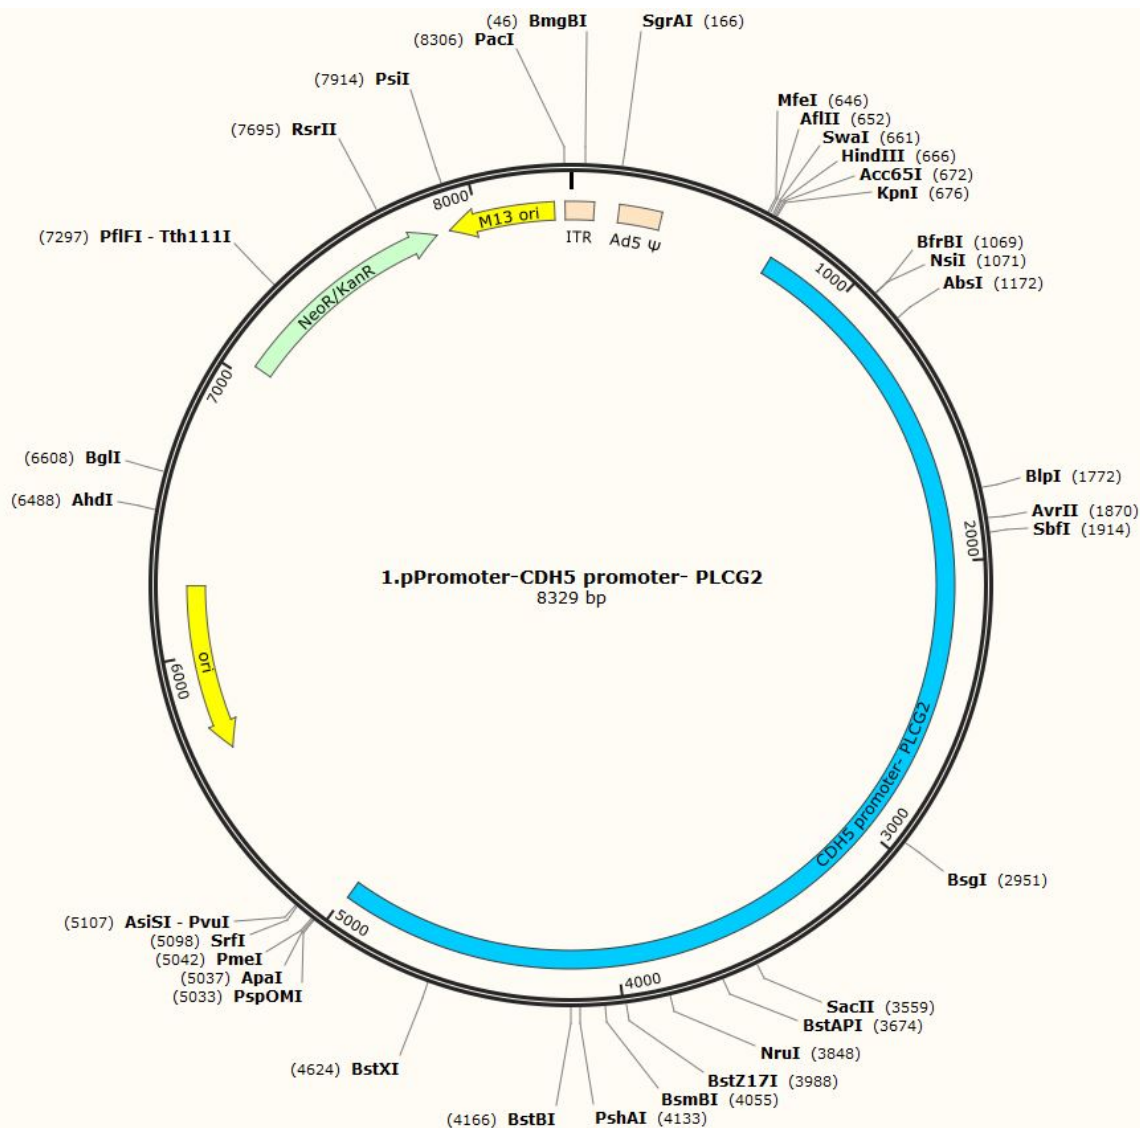 (46) BmgBI
SgrAI (166)
(8306) PacI
(7914) PsiI
(7695) RsrII
(7297) PflFI - Tth111I
MfeI (646)
AflII (652)
SwaI (661)
HindIII (666)
Acc65I (672)
KpnI (676)
BfrBI (1069)
NsiI (1071)
AbsI (1172)
8000
M13 ori
ITR
Ad5 Ψ
1000
NeoR/KanR
7000
(6608) BglI
(6488) AhdI
BlpI (1772)
AvrII (1870)
SbfI (1914)
2000
1.pPromoter-CDH5 promoter- PLCG2
8329 bp
ori
6000
CDH5 promoter- PLCG2
3000
BsgI (2951)
5000
4000
(5107) AsiSI - PvuI
(5098) SrfI
(5042) PmeI
(5037) ApaI
(5033) PspOMI
SacII (3559)
BstAPI (3674)
NruI (3848)
BstZ17I (3988)
BsmBI (4055)
PshAI (4133)
(4624) BstXI
(4166) BstBI